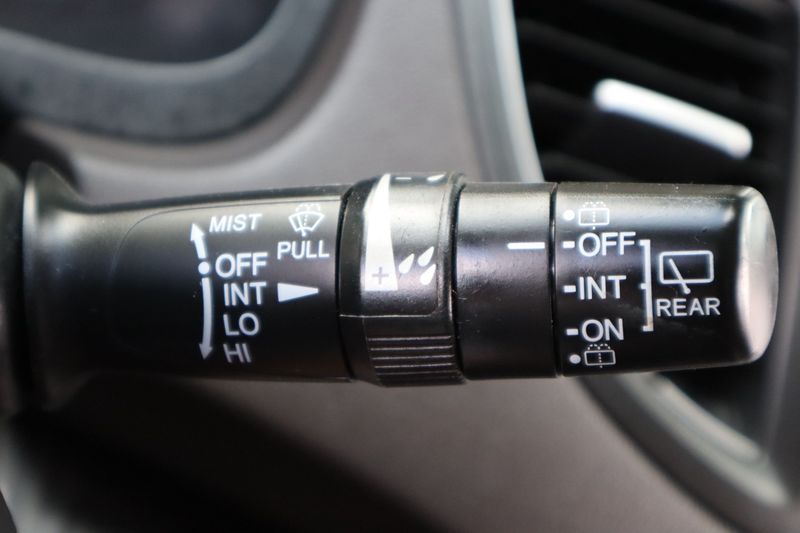 MIST
PULL
OFF
INT
LO
HI
+
-
OFF
INT
ON
REAR